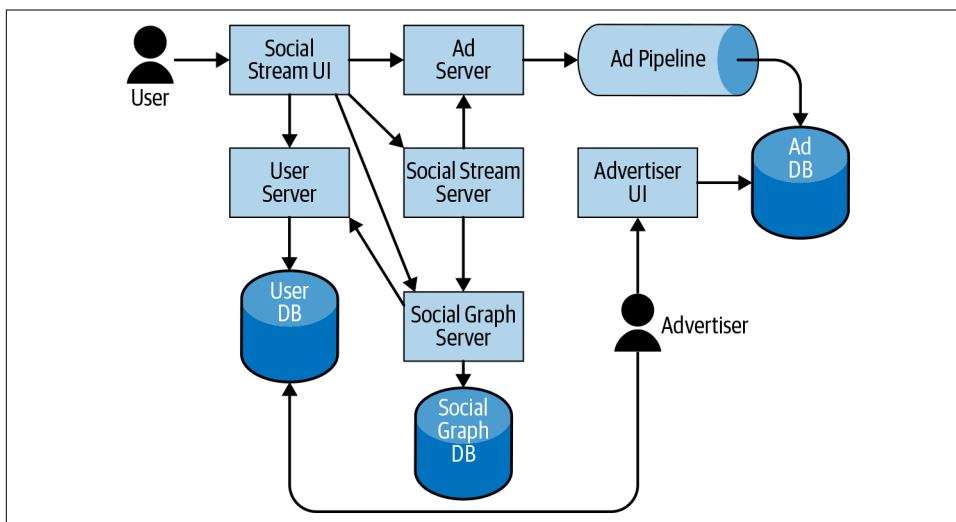 Social
Stream UI
Ad
Server
Ad Pipeline
User
User
Server
Social Stream
Server
Advertiser
UI
Ad
DB
User
DB
Social Graph
Server
Advertiser
Social
Graph
DB